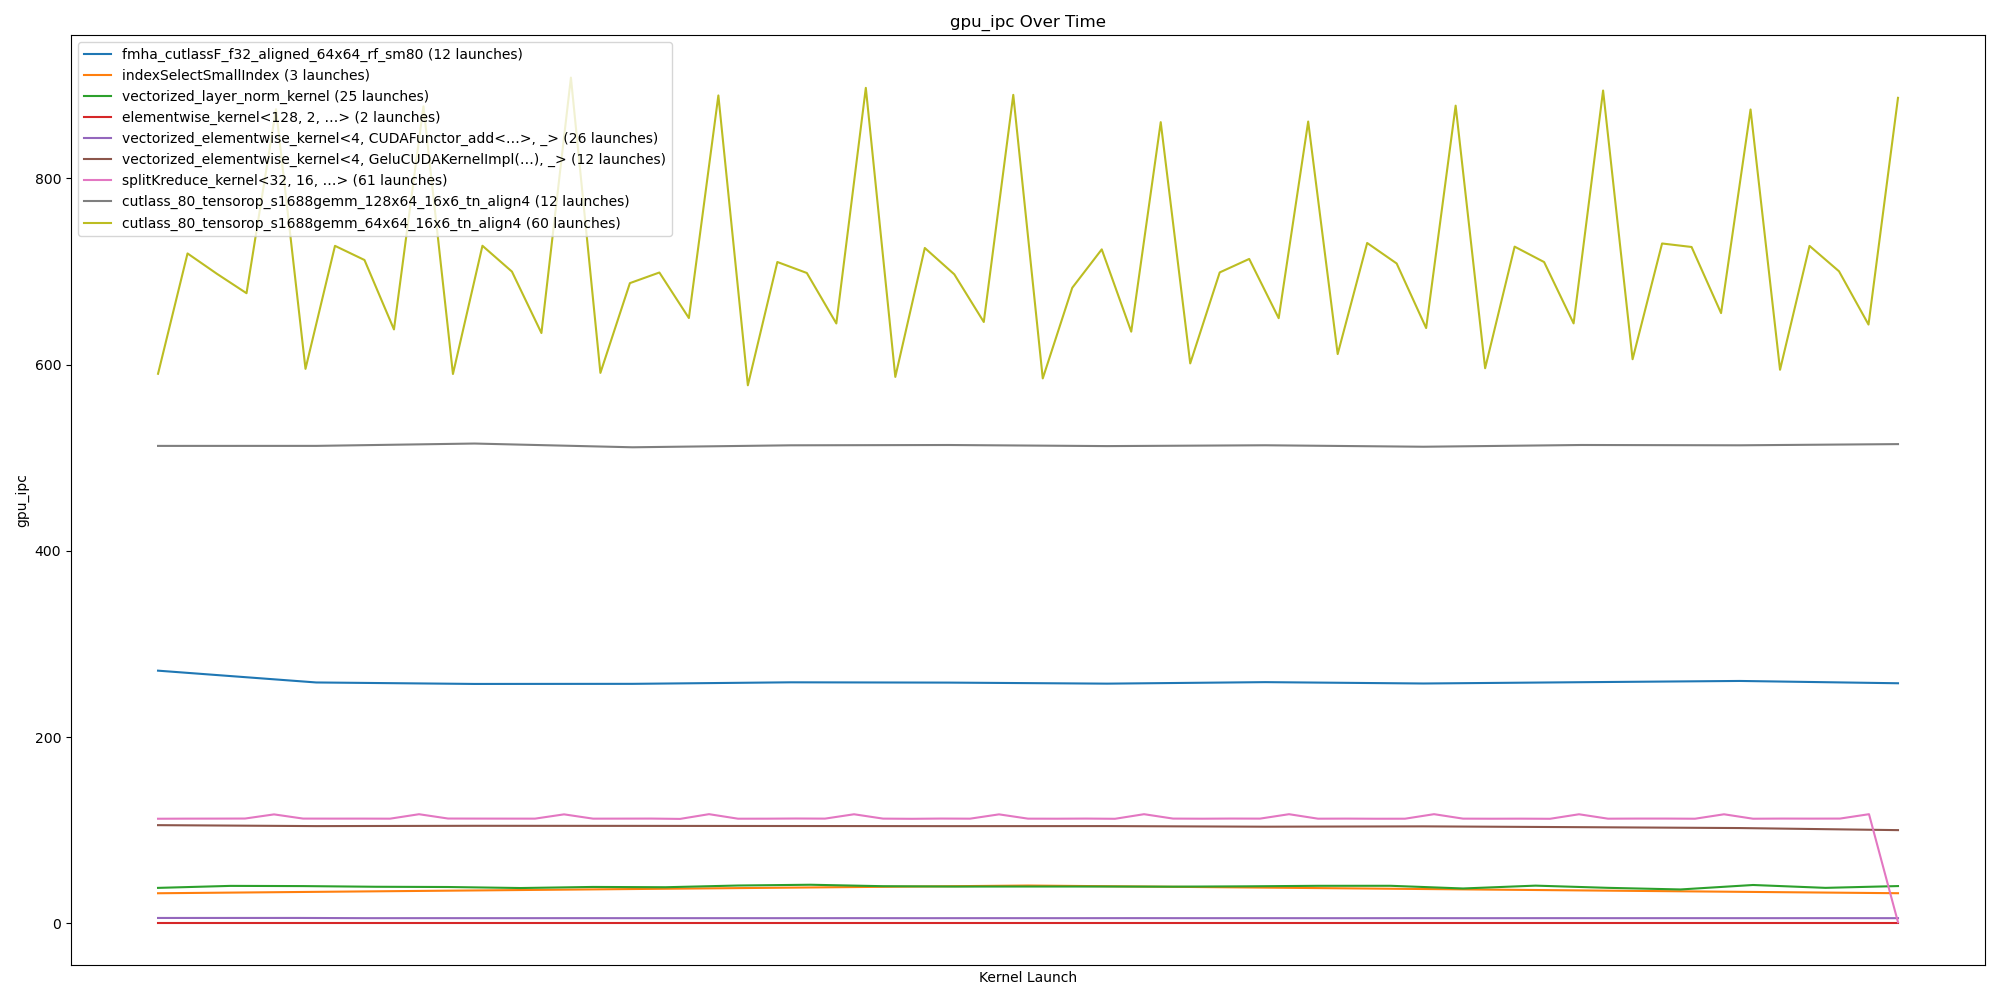 gpu_ipc Over Time
fmha_cutlassF_f32_aligned_64x64_rf_sm80 (12 launches)
indexSelectSmallIndex (3 launches)
vectorized_layer_norm_kernel (25 launches)
elementwise_kernel<128, 2, ...> (2 launches)
vectorized_elementwise_kernel<4, CUDAFunctor_add<...>, _> (26 launches)
vectorized_elementwise_kernel<4, GeluCUDAKernelImpl(...), _> (12 launches)
splitKreduce_kernel<32, 16, ...> (61 launches)
cutlass_80_tensorop_s1688gemm_128x64_16x6_tn_align4 (12 launches)
cutlass_80_tensorop_s1688gemm_64x64_16x6_tn_align4 (60 launches)
800
600
400
200
0
gpu_ipc
Kernel Launch